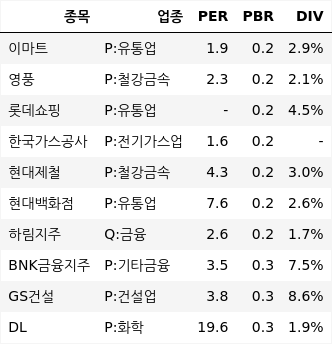 종목 업종 PER PBR DIV
이마트 P:유통업 1.9 0.2 2.9%
영풍 P:철강금속 2.3 0.2 2.1%
롯데쇼핑 P:유통업 - 0.2 4.5%
한국가스공사 P:전기가스업 1.6 0.2 -
현대제철 P:철강금속 4.3 0.2 3.0%
현대백화점 P:유통업 7.6 0.2 2.6%
하림지주 Q:금융 2.6 0.2 1.7%
BNK금융지주 P:기타금융 3.5 0.3 7.5%
GS건설 P:건설업 3.8 0.3 8.6%
DL P:화학 19.6 0.3 1.9%